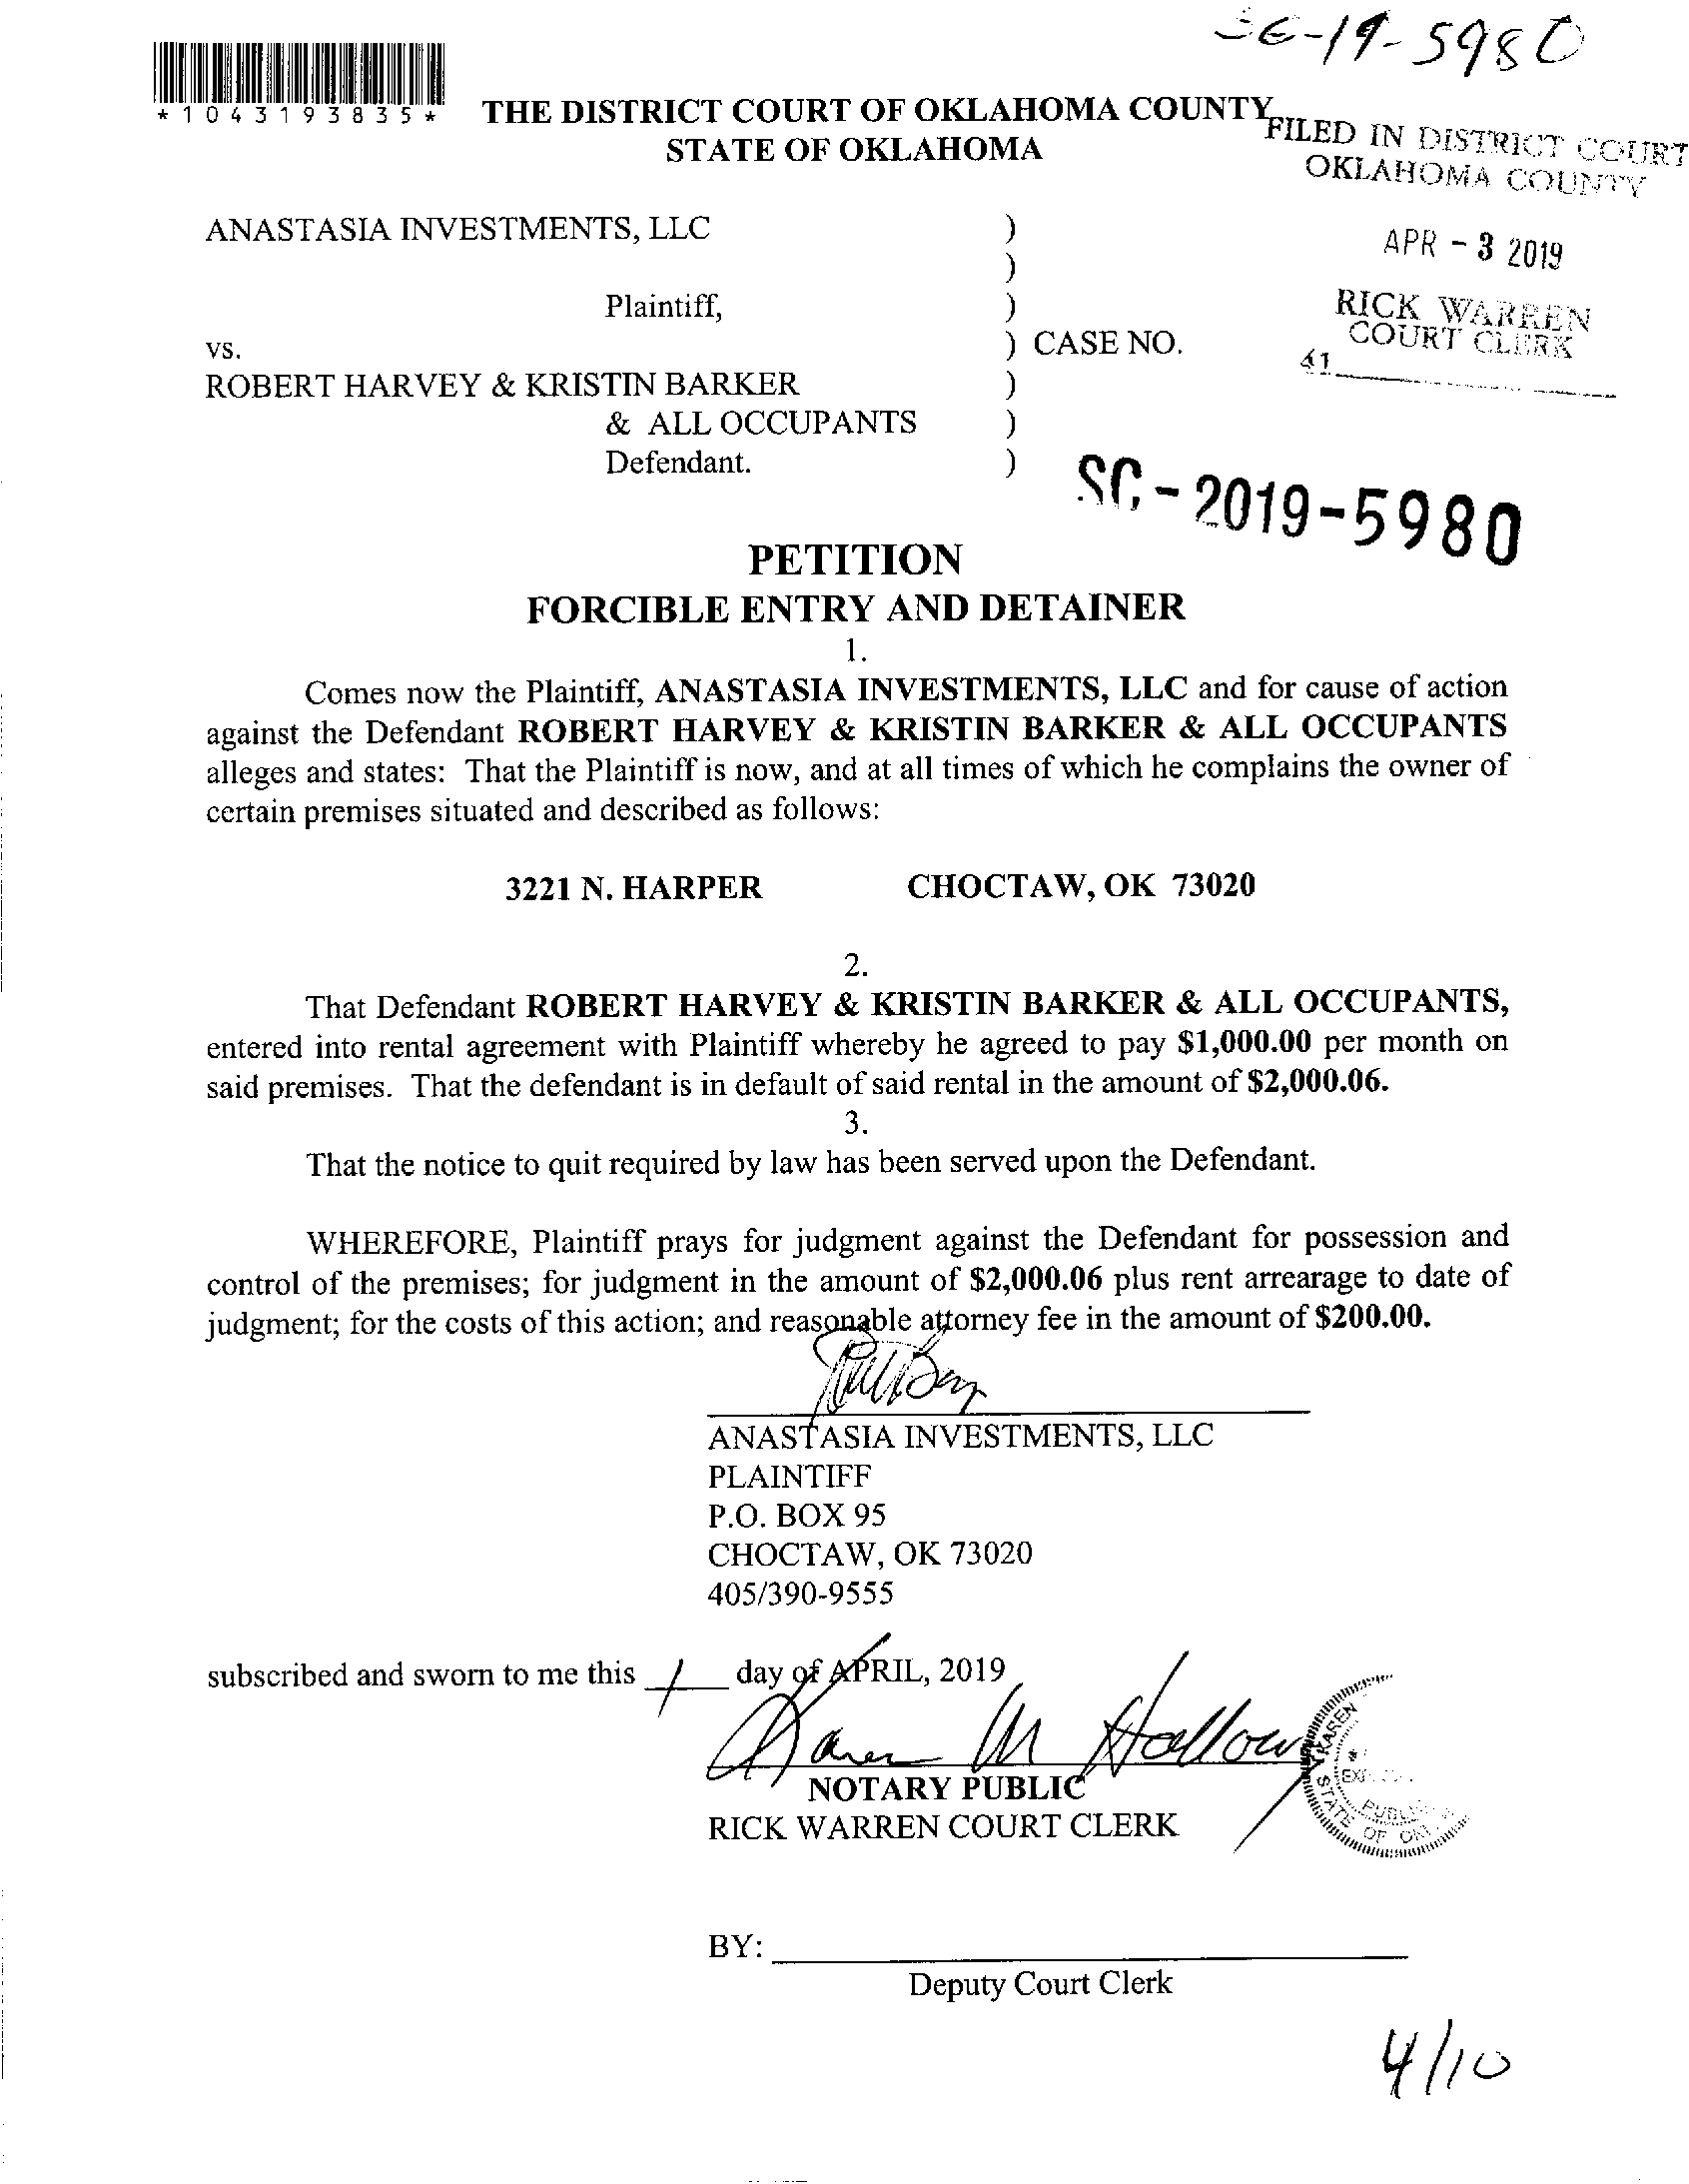 SC-19-5980
*1043193835*
THE DISTRICT COURT OF OKLAHOMA COUNTY
STATE OF OKLAHOMA
FILED IN DISTRICT COURT
OKLAHOMA COUNTY
APR - 3 2019
RICK WARREN
COURT CLERK
41
ANASTASIA INVESTMENTS, LLC )
)
Plaintiff, )
vs. ) CASE NO.
ROBERT HARVEY & KRISTIN BARKER )
& ALL OCCUPANTS )
Defendant. )
SC-2019-5980
PETITION
FORCIBLE ENTRY AND DETAINER
1.
Comes now the Plaintiff, ANASTASIA INVESTMENTS, LLC and for cause of action
against the Defendant ROBERT HARVEY & KRISTIN BARKER & ALL OCCUPANTS
alleges and states: That the Plaintiff is now, and at all times of which he complains the owner of
certain premises situated and described as follows:
3221 N. HARPER CHOCTAW, OK 73020
2.
That Defendant ROBERT HARVEY & KRISTIN BARKER & ALL OCCUPANTS,
entered into rental agreement with Plaintiff whereby he agreed to pay $1,000.00 per month on
said premises. That the defendant is in default of said rental in the amount of $2,000.06.
3.
That the notice to quit required by law has been served upon the Defendant.
WHEREFORE, Plaintiff prays for judgment against the Defendant for possession and
control of the premises; for judgment in the amount of $2,000.06 plus rent arrearage to date of
judgment; for the costs of this action; and reasonable attorney fee in the amount of $200.00.
ANASTASIA INVESTMENTS, LLC
PLAINTIFF
P.O. BOX 95
CHOCTAW, OK 73020
405/390-9555
subscribed and sworn to me this 1 day of APRIL, 2019
Karen M Hallow
NOTARY PUBLIC
RICK WARREN COURT CLERK
KAREN
STATE OF
BY:
Deputy Court Clerk
4/10